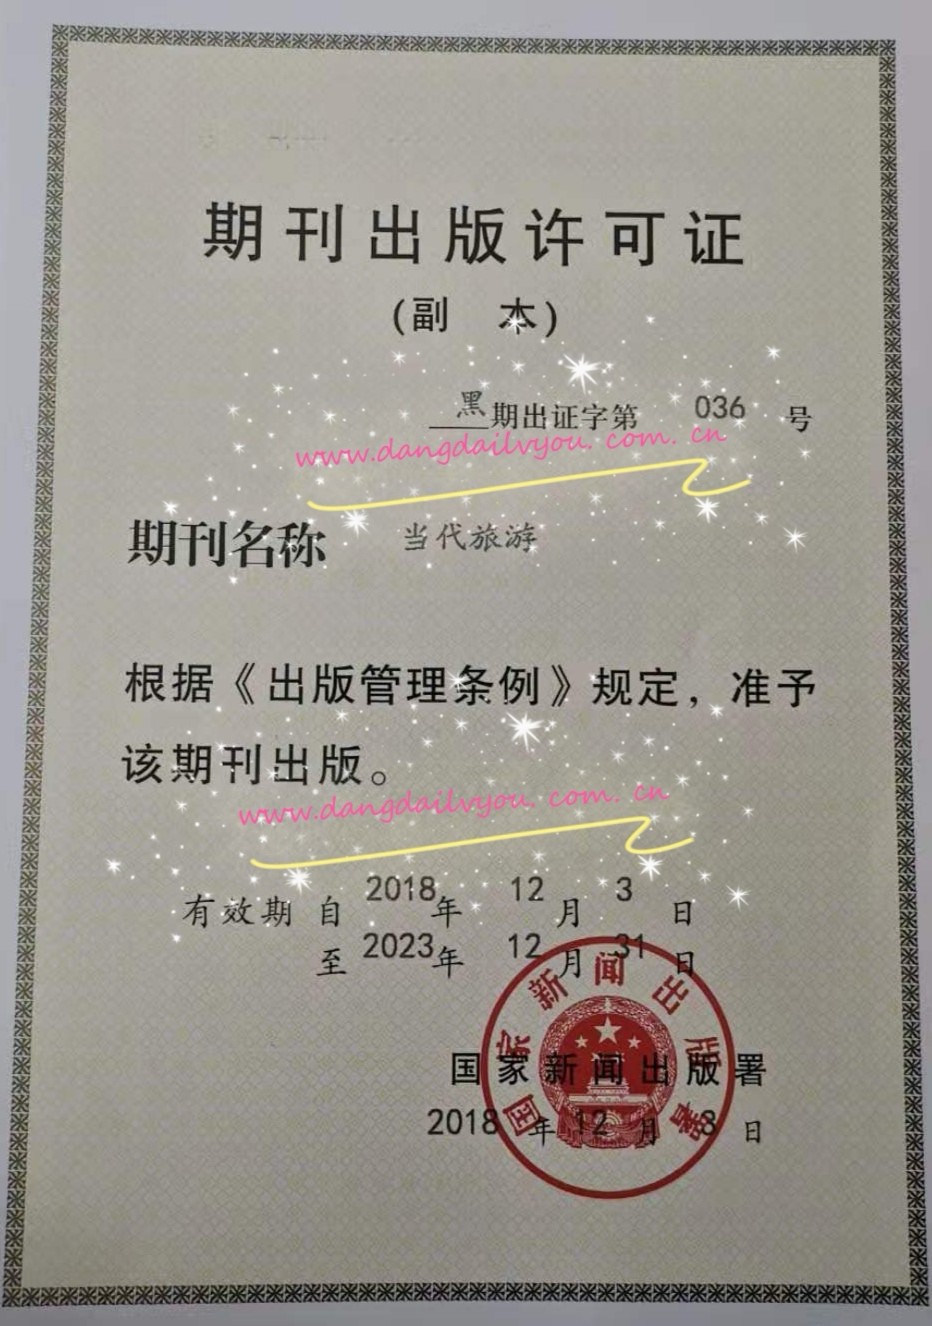 期刊出版许可证
(副 本)
黑期出证字第 036 号
www.dangdailvyou.com.cn
期刊名称 当代旅游
根据《出版管理条例》规定，准予
该期刊出版。
www.dangdailvyou.com.cn
有效期 自 2018年 12月 3日
至 2023年 12月 31日
国家新闻出版署
国家新闻出版署
2018年 12月 3日